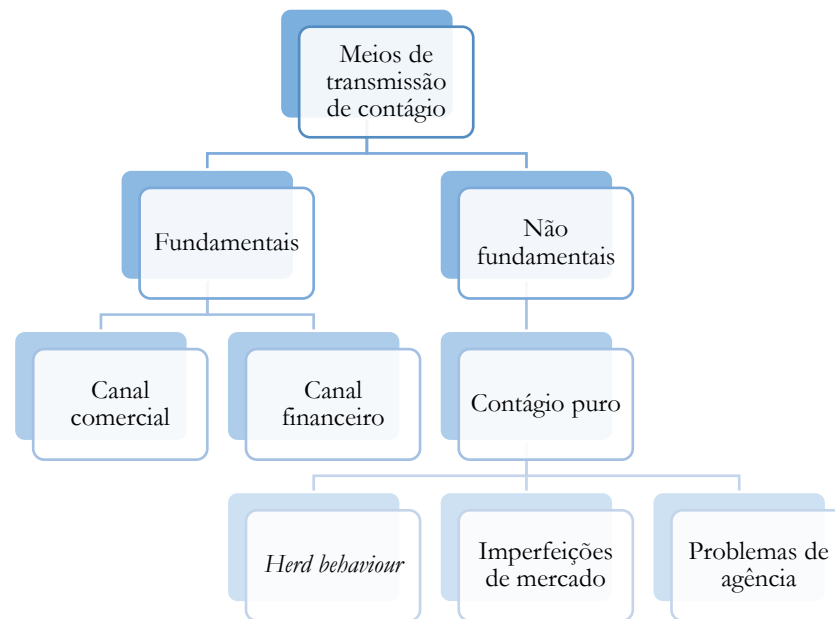 Meios de
transmissão
de contágio
Fundamentais
Não
fundamentais
Canal
comercial
Canal
financeiro
Contágio puro
Herd behaviour
Imperfeições
de mercado
Problemas de
agência